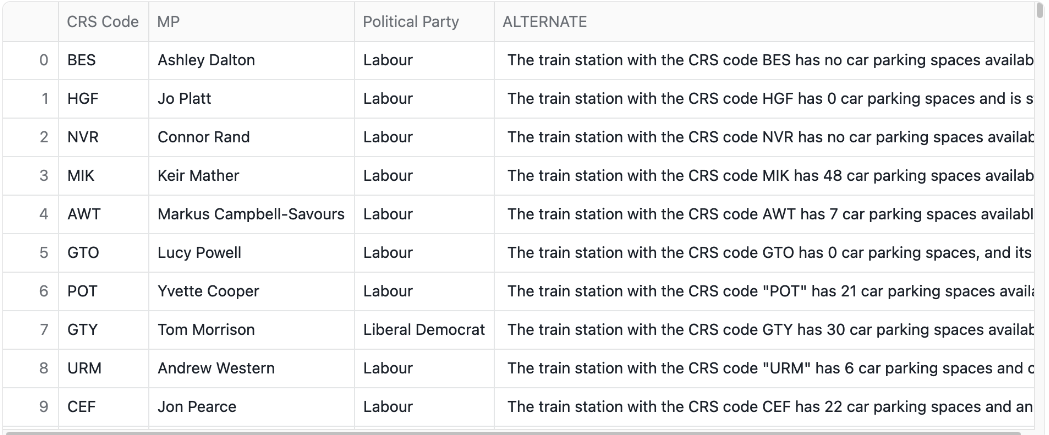 CRS Code MP Political Party ALTERNATE
0 BES Ashley Dalton Labour The train station with the CRS code BES has no car parking spaces availab
1 HGF Jo Platt Labour The train station with the CRS code HGF has 0 car parking spaces and is s
2 NVR Connor Rand Labour The train station with the CRS code NVR has no car parking spaces availab
3 MIK Keir Mather Labour The train station with the CRS code MIK has 48 car parking spaces availab
4 AWT Markus Campbell-Savours Labour The train station with the CRS code AWT has 7 car parking spaces availabl
5 GTO Lucy Powell Labour The train station with the CRS code GTO has 0 car parking spaces, and its
6 POT Yvette Cooper Labour The train station with the CRS code "POT" has 21 car parking spaces availa
7 GTY Tom Morrison Liberal Democrat The train station with the CRS code GTY has 30 car parking spaces availab
8 URM Andrew Western Labour The train station with the CRS code "URM" has 6 car parking spaces and c
9 CEF Jon Pearce Labour The train station with the CRS code CEF has 22 car parking spaces and an